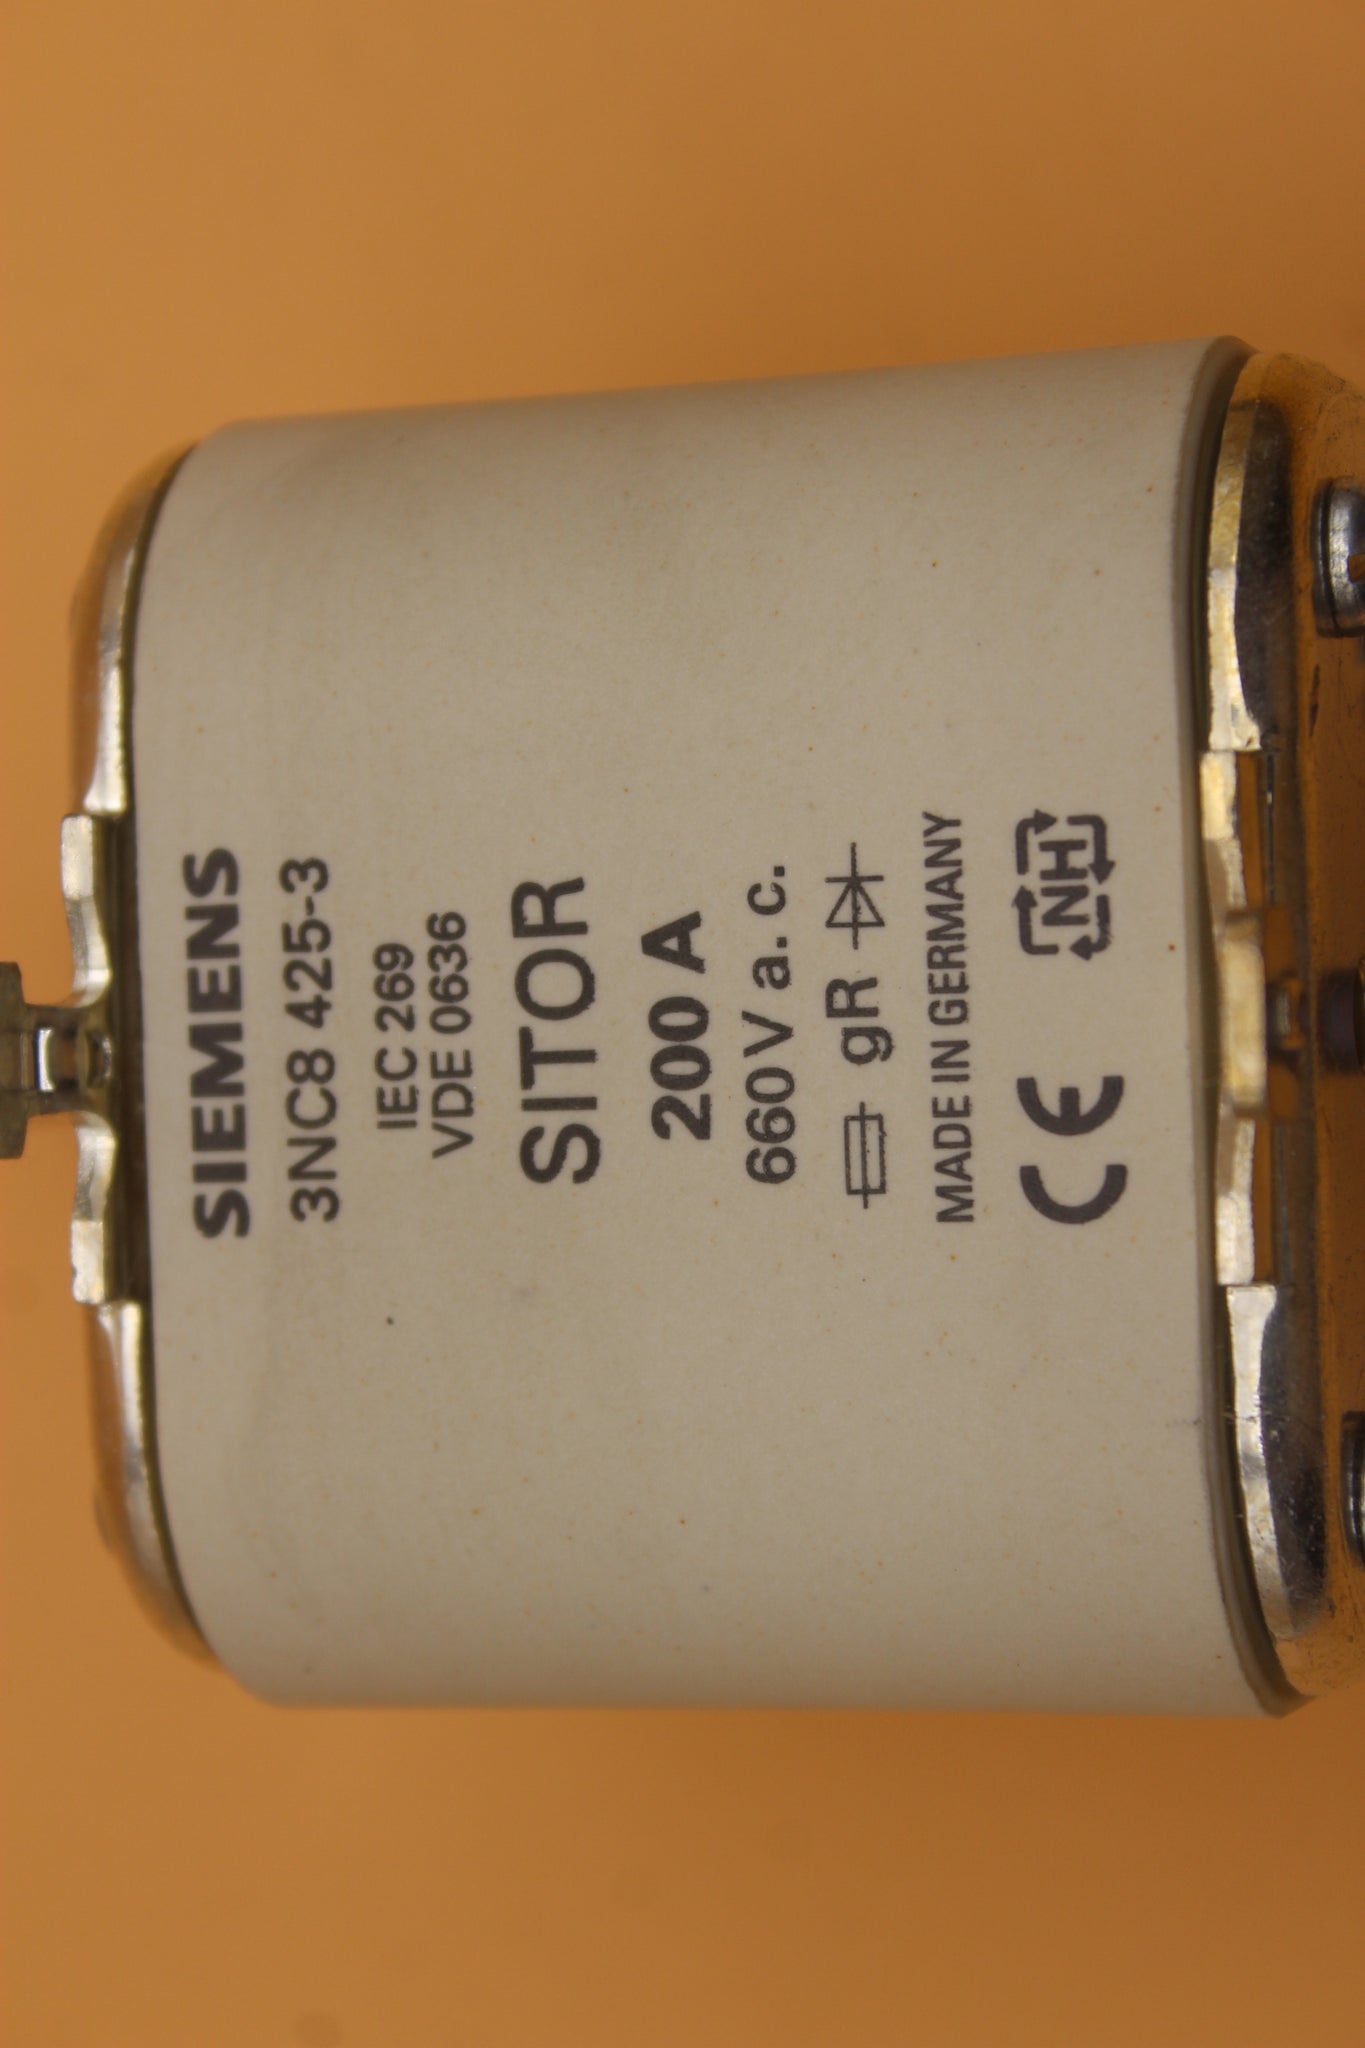 SIEMENS
3NC8 425-3
IEC 269
VDE 0636
SITOR
200 A
660 V a.c.
gR
MADE IN GERMANY
CE NH